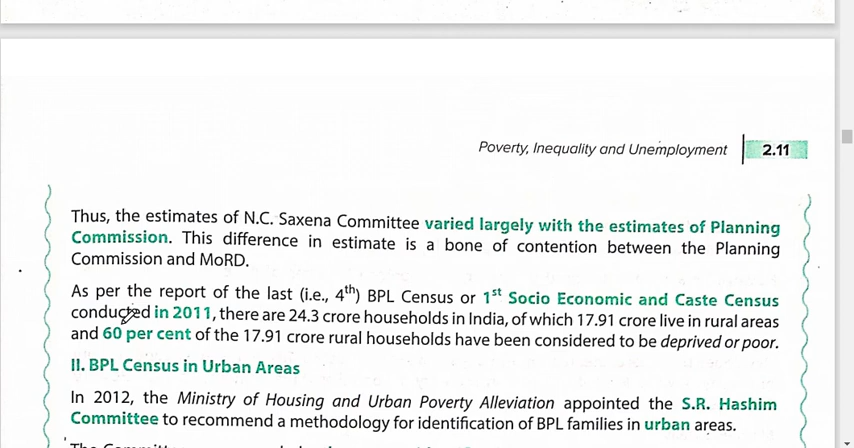 Poverty, Inequality and Unemployment 2.11
Thus, the estimates of N.C. Saxena Committee varied largely with the estimates of Planning
Commission. This difference in estimate is a bone of contention between the Planning
Commission and MoRD.
As per the report of the last (i.e., 4th) BPL Census or 1st Socio Economic and Caste Census
conducted in 2011, there are 24.3 crore households in India, of which 17.91 crore live in rural areas
and 60 per cent of the 17.91 crore rural households have been considered to be deprived or poor.
II. BPL Census in Urban Areas
In 2012, the Ministry of Housing and Urban Poverty Alleviation appointed the S.R. Hashim
Committee to recommend a methodology for identification of BPL families in urban areas.